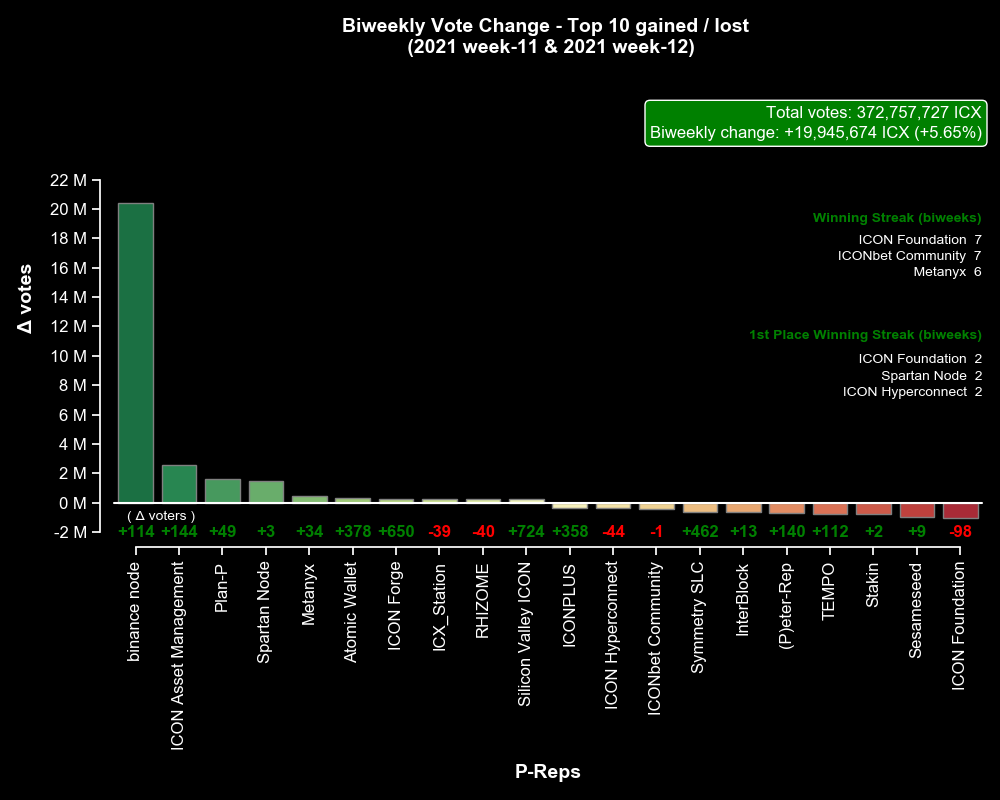 Biweekly Vote Change - Top 10 gained / lost
(2021 week-11 & 2021 week-12)
Total votes: 372,757,727 ICX
Biweekly change: +19,945,674 ICX (+5.65%)
22 M
20 M
18 M
16 M
14 M
12 M
10 M
8 M
6 M
4 M
2 M
0 M
-2 M
Δ votes
Winning Streak (biweeks)
ICON Foundation 7
ICONbet Community 7
Metanyx 6
1st Place Winning Streak (biweeks)
ICON Foundation 2
Spartan Node 2
ICON Hyperconnect 2
( Δ voters )
+114 +144 +49 +3 +34 +378 +650 -39 -40 +724 +358 -44 -1 +462 +13 +140 +112 +2 +9 -98
binance node
ICON Asset Management
Plan-P
Spartan Node
Metanyx
Atomic Wallet
ICON Forge
ICX_Station
RHIZOME
Silicon Valley ICON
ICONPLUS
ICON Hyperconnect
ICONbet Community
Symmetry SLC
InterBlock
(P)eter-Rep
TEMPO
Stakin
Sesameseed
ICON Foundation
P-Reps